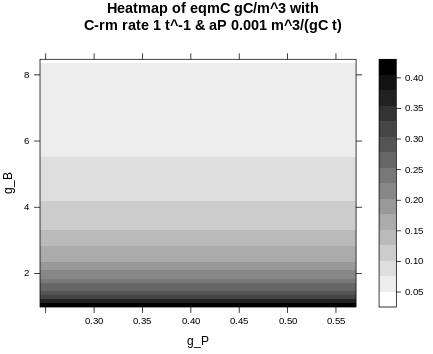 Heatmap of eqmC gC/m^3 with
C-rm rate 1 t^-1 & aP 0.001 m^3/(gC t)
8
6
4
2
g_B
0.30 0.35 0.40 0.45 0.50 0.55
g_P
0.40
0.35
0.30
0.25
0.20
0.15
0.10
0.05